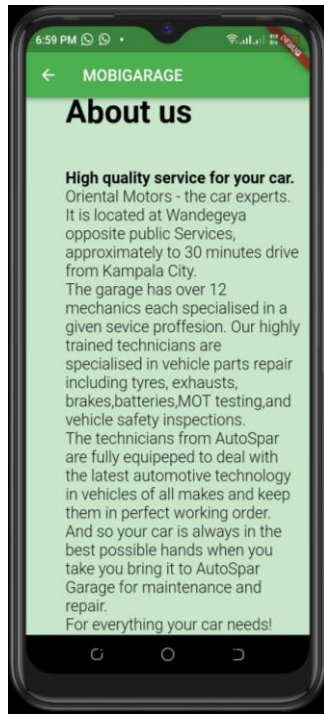 6:59 PM
DEBUG
MOBIGARAGE
About us
High quality service for your car.
Oriental Motors - the car experts.
It is located at Wandegeya
opposite public Services,
approximately to 30 minutes drive
from Kampala City.
The garage has over 12
mechanics each specialised in a
given sevice proffesion. Our highly
trained technicians are
specialised in vehicle parts repair
including tyres, exhausts,
brakes,batteries,MOT testing,and
vehicle safety inspections.
The technicians from AutoSpar
are fully equipeped to deal with
the latest automotive technology
in vehicles of all makes and keep
them in perfect working order.
And so your car is always in the
best possible hands when you
take you bring it to AutoSpar
Garage for maintenance and
repair.
For everything your car needs!